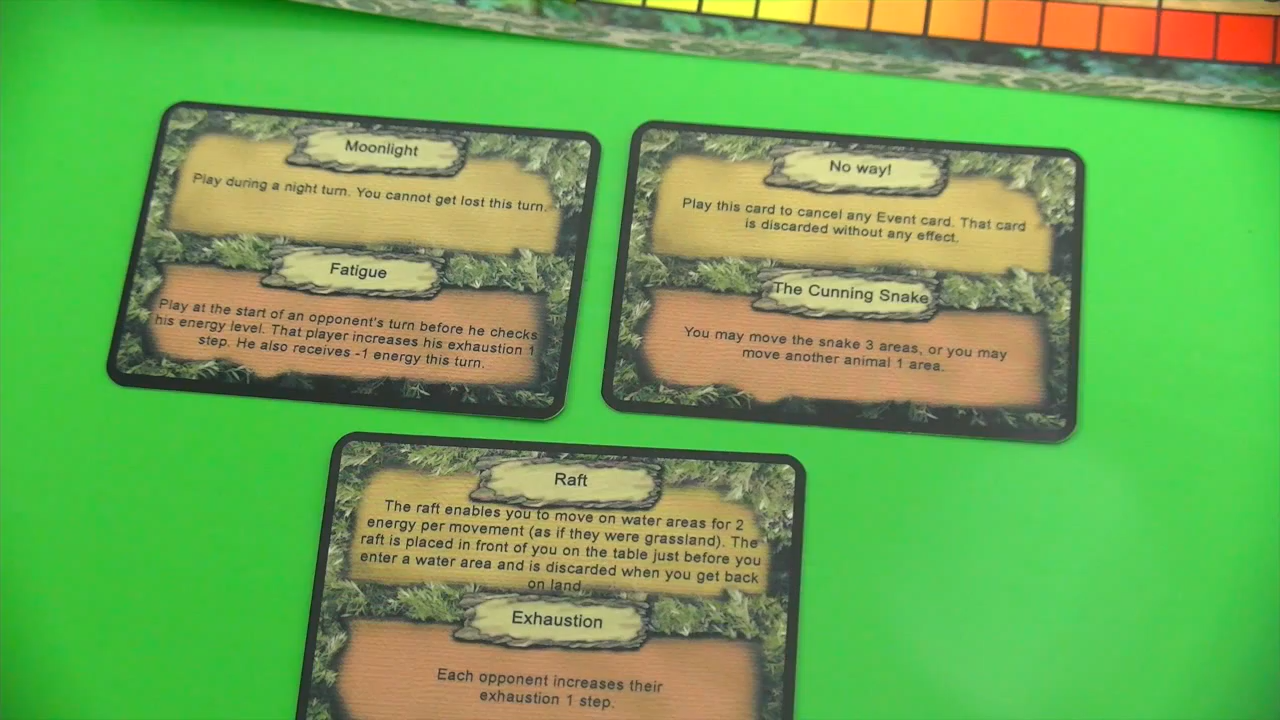 Moonlight
Play during a night turn. You cannot get lost this turn.
Fatigue
Play at the start of an opponent's turn before he checks
his energy level. That player increases his exhaustion 1
step. He also receives -1 energy this turn.
No way!
Play this card to cancel any Event card. That card
is discarded without any effect.
The Cunning Snake
You may move the snake 3 areas, or you may
move another animal 1 area.
Raft
The raft enables you to move on water areas for 2
energy per movement (as if they were grassland). The
raft is placed in front of you on the table just before you
enter a water area and is discarded when you get back
on land.
Exhaustion
Each opponent increases their
exhaustion 1 step.